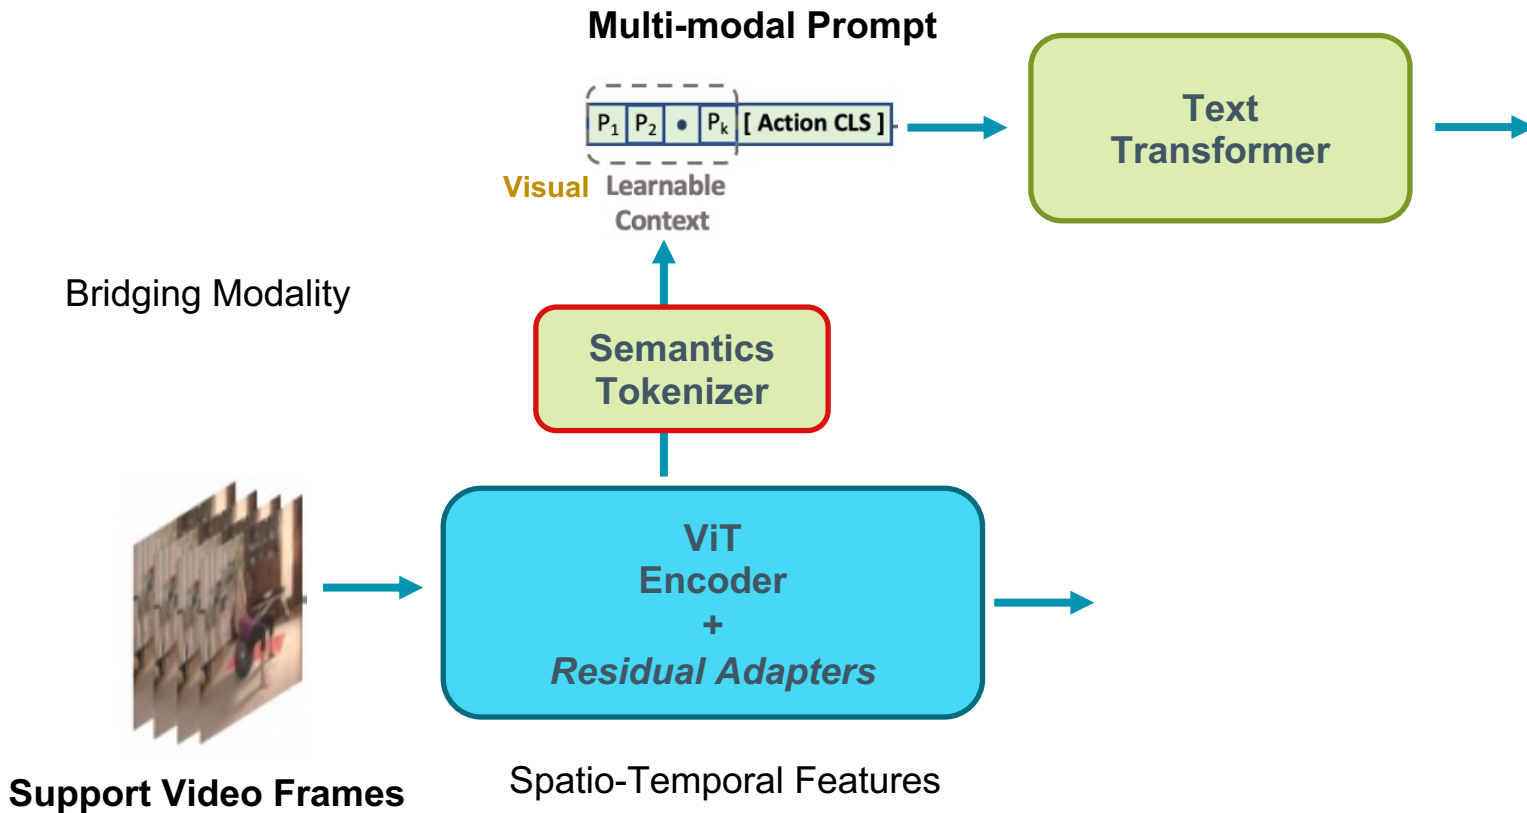 Multi-modal Prompt
P1 P2 • Pk [ Action CLS ]
Text
Transformer
Visual Learnable
Context
Bridging Modality
Semantics
Tokenizer
ViT
Encoder
+
Residual Adapters
Support Video Frames
Spatio-Temporal Features